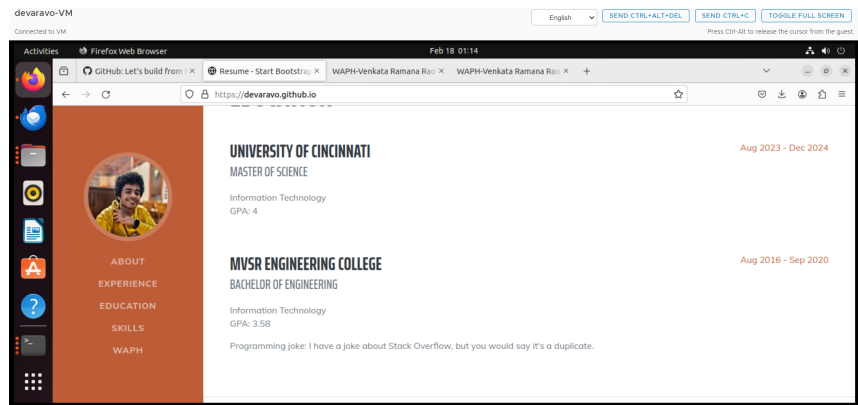 devaravo-VM
English
SEND CTRL+ALT+DEL
SEND CTRL+C
TOGGLE FULL SCREEN
Connected to VM
Press Ctrl-Alt to release the cursor from the guest.
Activities
Firefox Web Browser
Feb 18 01:14
GitHub: Let's build from
Resume - Start Bootstrap
WAPH-Venkata Ramana Rao
WAPH-Venkata Ramana Rao
https://devaravo.github.io
UNIVERSITY OF CINCINNATI
Aug 2023 - Dec 2024
MASTER OF SCIENCE
Information Technology
GPA: 4
ABOUT
EXPERIENCE
EDUCATION
SKILLS
WAPH
MVSR ENGINEERING COLLEGE
Aug 2016 - Sep 2020
BACHELOR OF ENGINEERING
Information Technology
GPA: 3.58
Programming joke: I have a joke about Stack Overflow, but you would say it's a duplicate.